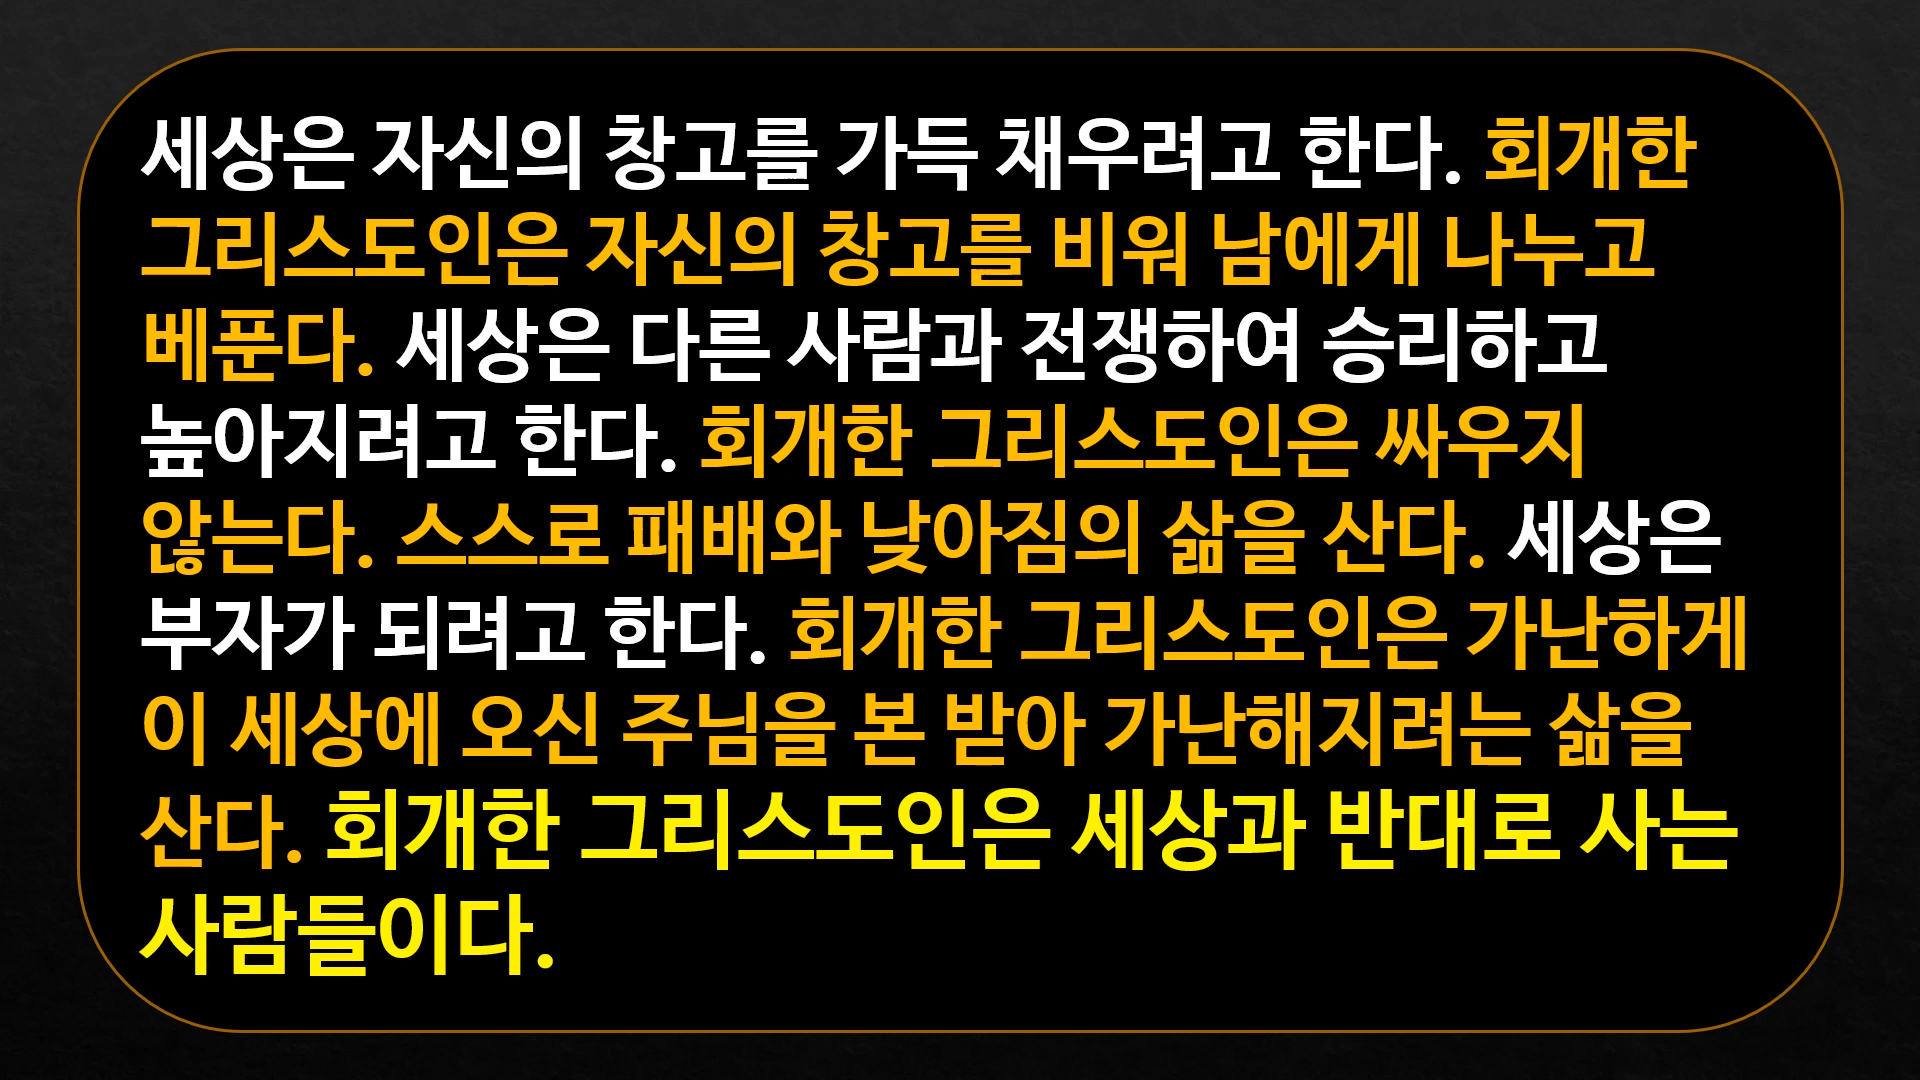 세상은 자신의 창고를 가득 채우려고 한다. 회개한
그리스도인은 자신의 창고를 비워 남에게 나누고
베푼다. 세상은 다른 사람과 전쟁하여 승리하고
높아지려고 한다. 회개한 그리스도인은 싸우지
않는다. 스스로 패배와 낮아짐의 삶을 산다. 세상은
부자가 되려고 한다. 회개한 그리스도인은 가난하게
이 세상에 오신 주님을 본 받아 가난해지려는 삶을
산다. 회개한 그리스도인은 세상과 반대로 사는
사람들이다.